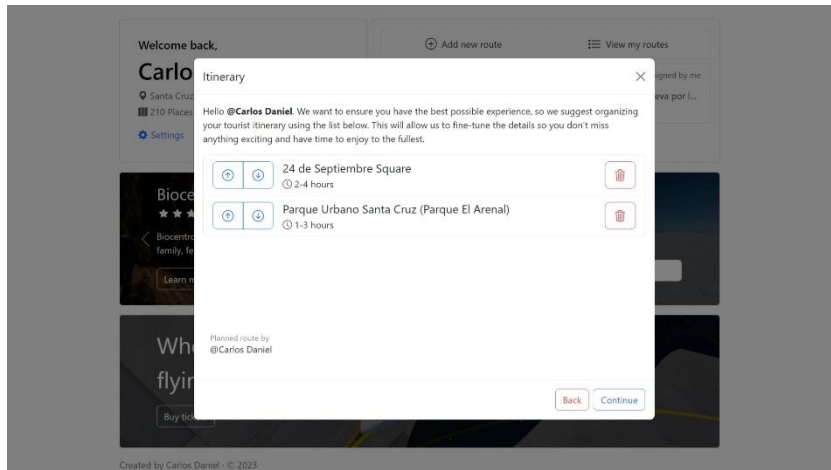 Welcome back,
Carlo
Santa Cruz
210 Places
Settings
Add new route
View my routes
igned by me
eva por l...
Itinerary
Hello @Carlos Daniel. We want to ensure you have the best possible experience, so we suggest organizing
your tourist itinerary using the list below. This will allow us to fine-tune the details so you don't miss
anything exciting and have time to enjoy to the fullest.
24 de Septiembre Square
2-4 hours
Parque Urbano Santa Cruz (Parque El Arenal)
1-3 hours
Planned route by
@Carlos Daniel
Back
Continue
Bioce
Biocentro
family, fe
Learn m
Whe
flyin
Buy tick
Created by Carlos Daniel · © 2023